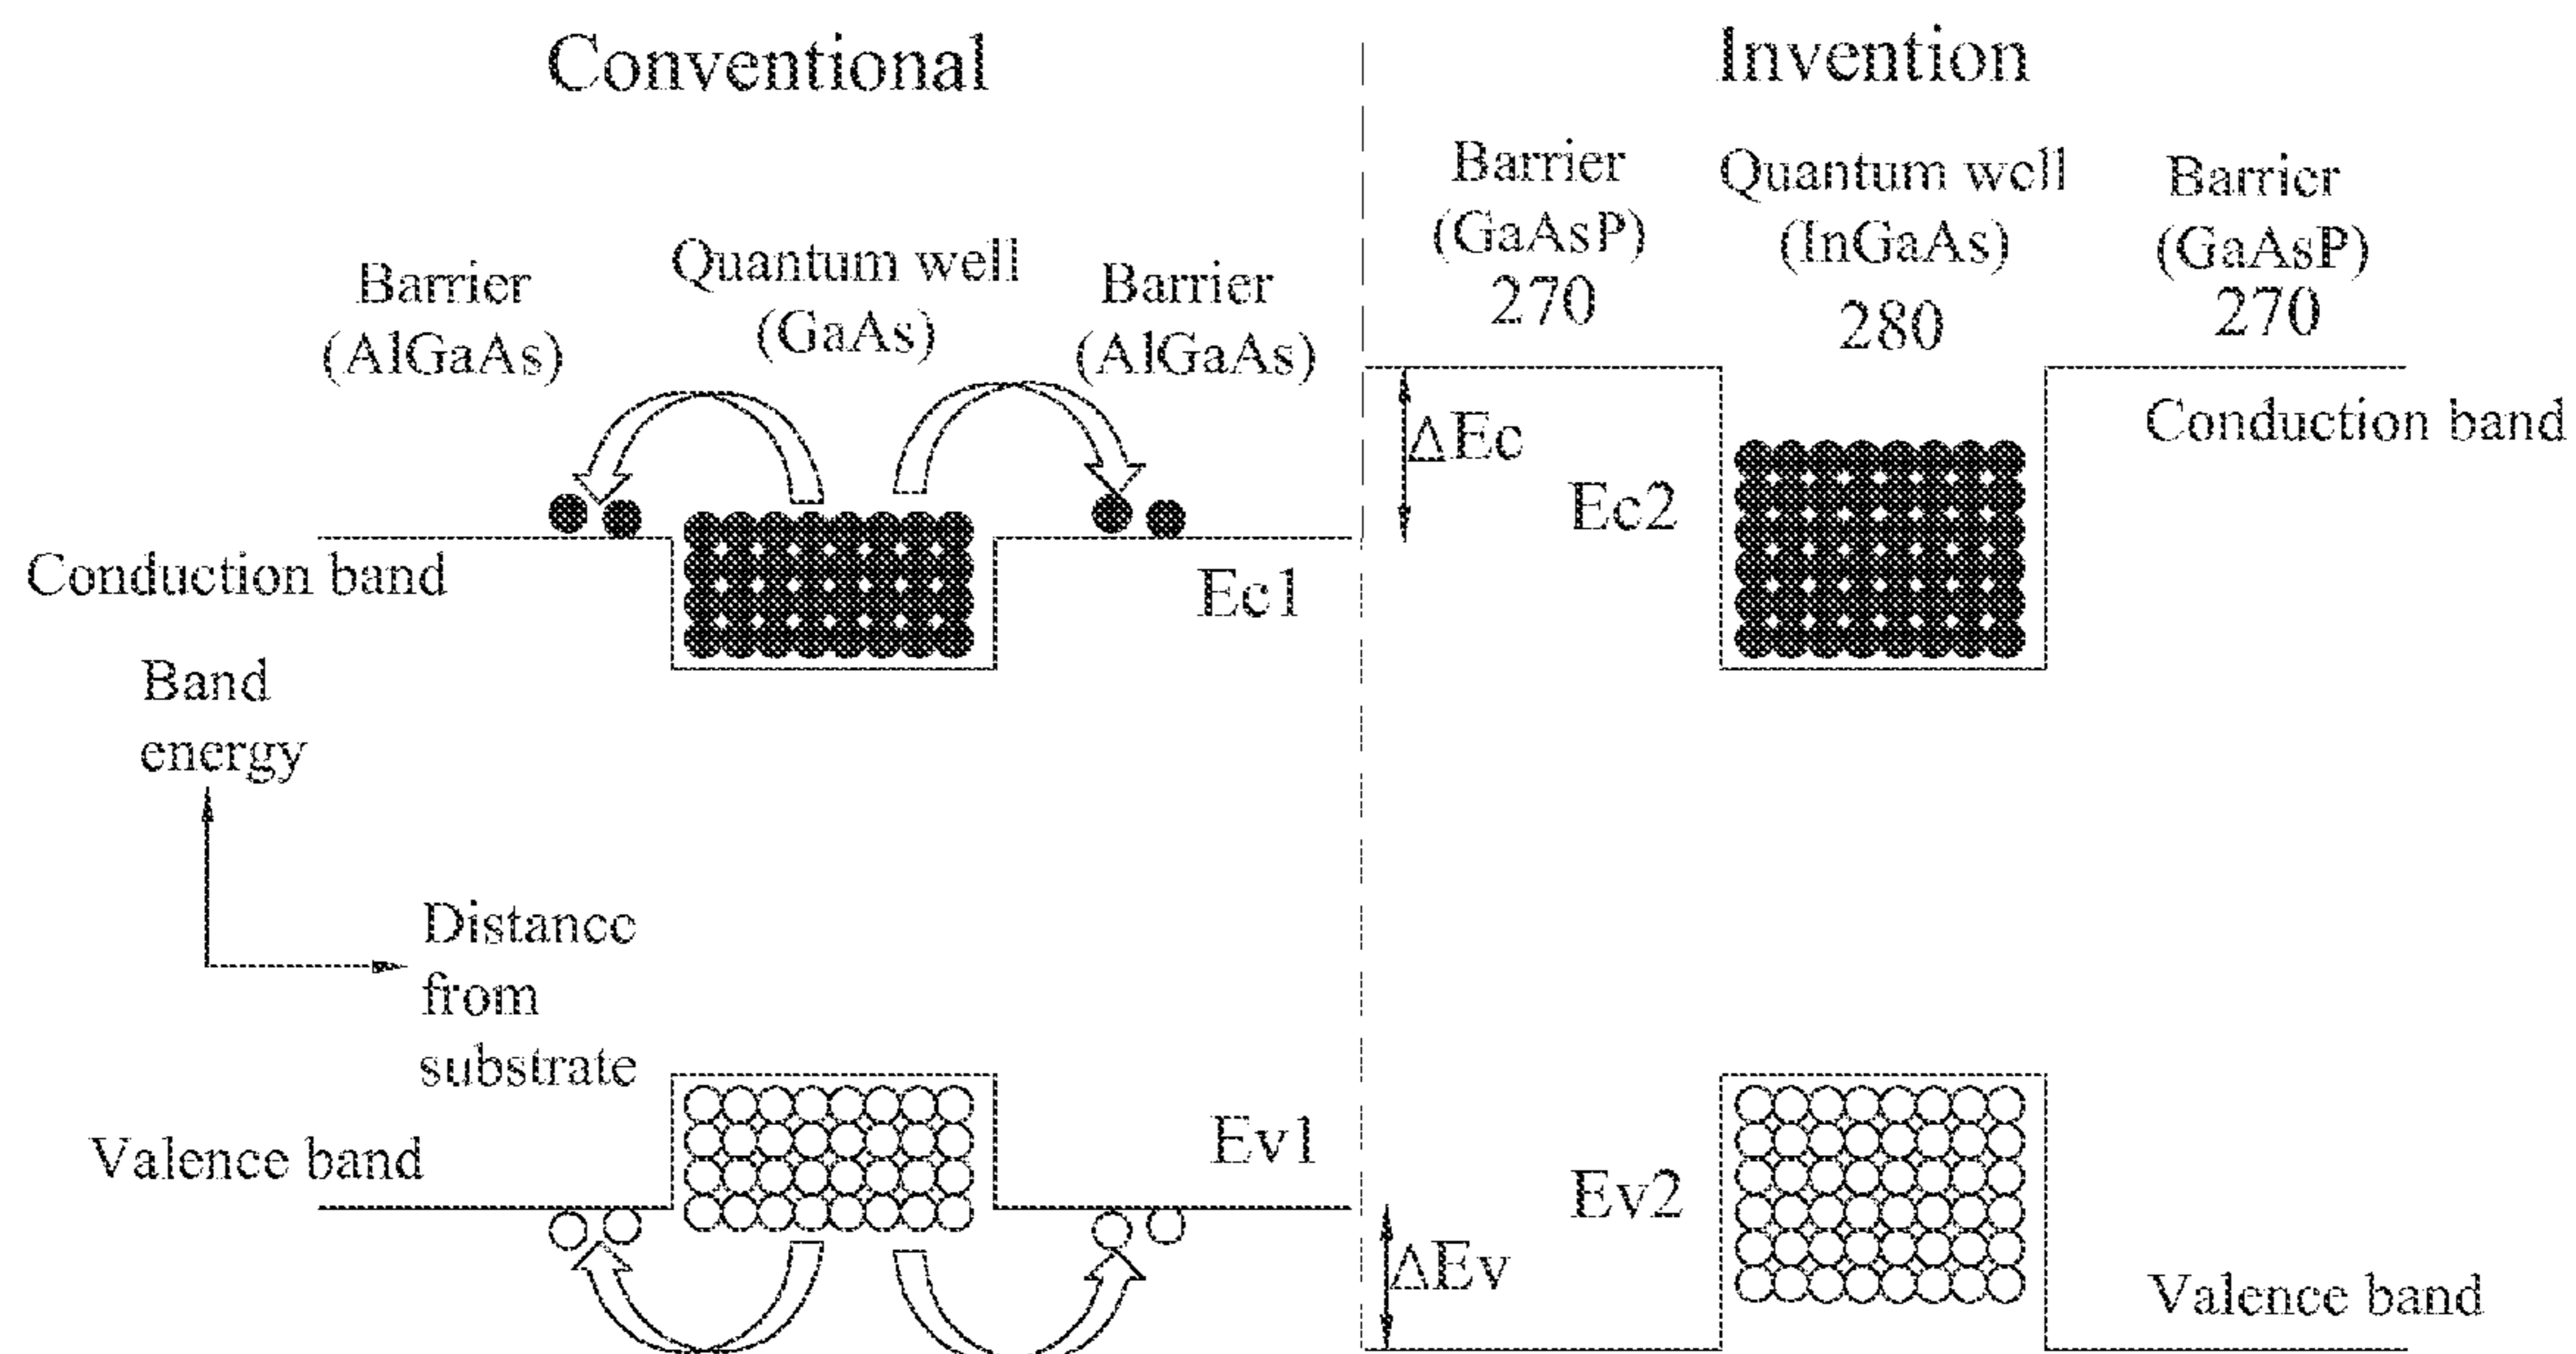 Conventional
Invention
Barrier
(AlGaAs)
Quantum well
(GaAs)
Barrier
(AlGaAs)
Barrier
(GaAsP)
270
Quantum well
(InGaAs)
280
Barrier
(GaAsP)
270
Conduction band
Ec1
ΔEc
Ec2
Conduction band
Band
energy
Distance
from
substrate
Valence band
Ev1
ΔEv
Ev2
Valence band